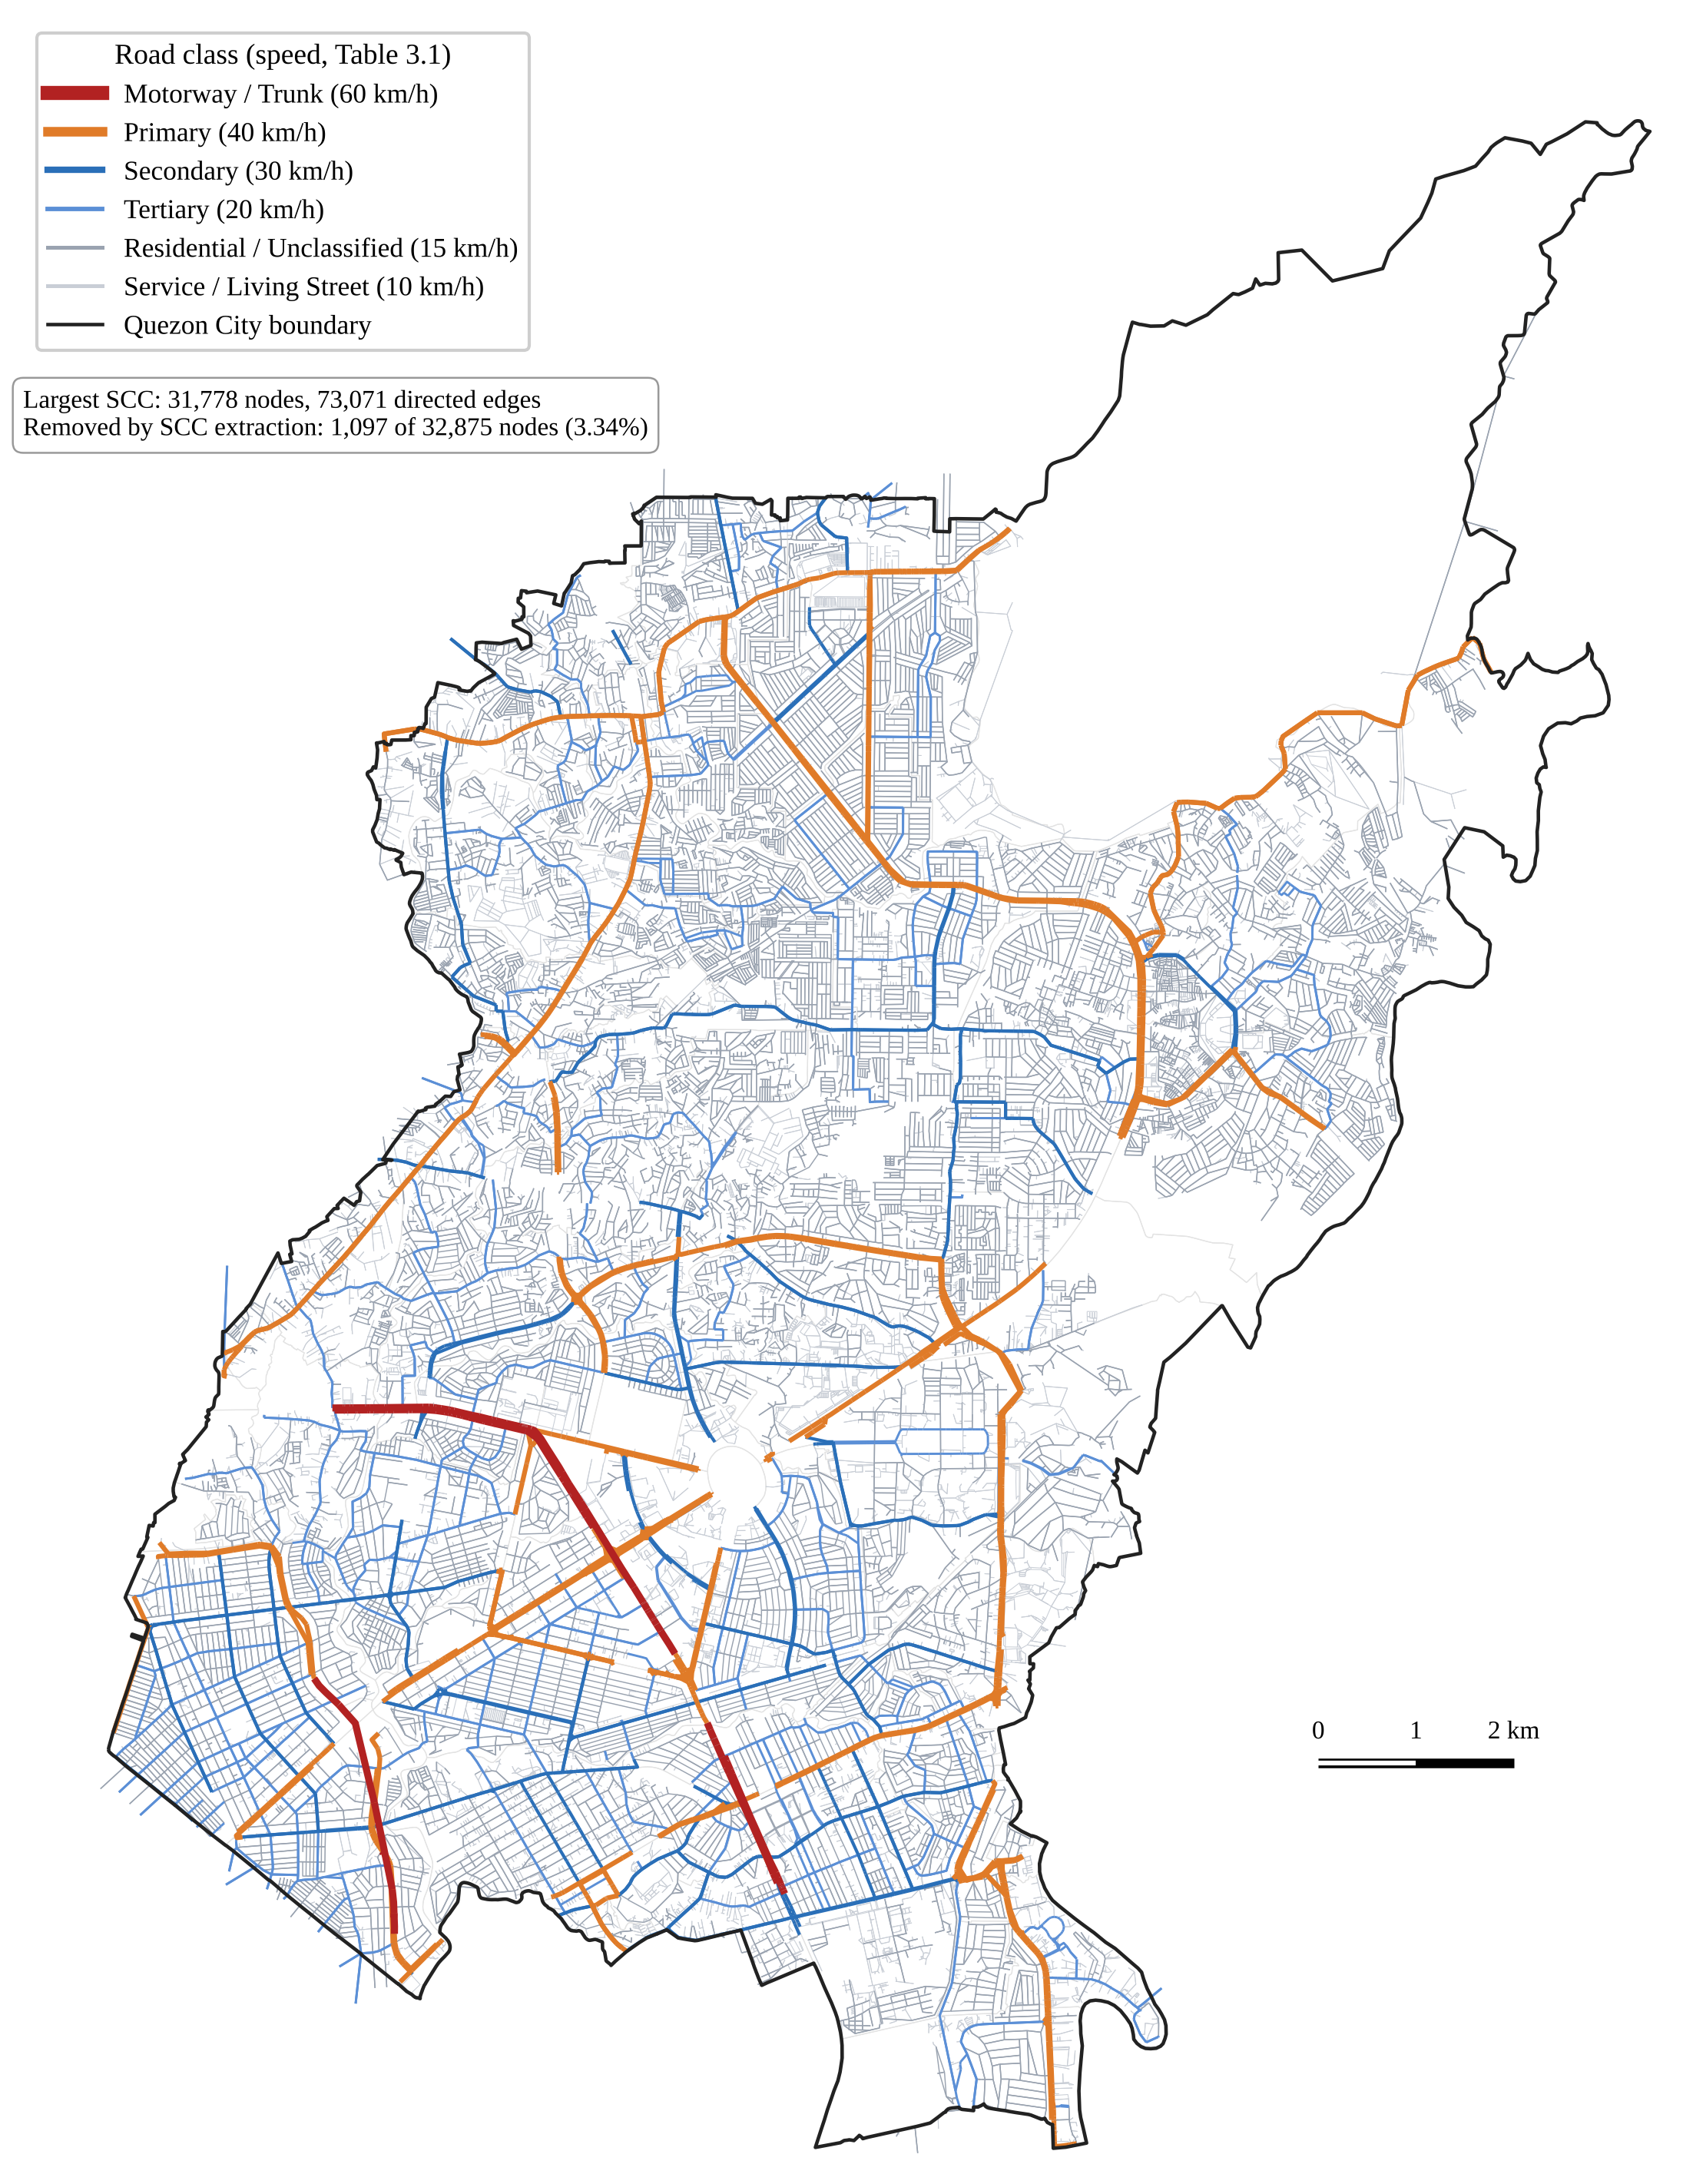 Road class (speed, Table 3.1)
Motorway / Trunk (60 km/h)
Primary (40 km/h)
Secondary (30 km/h)
Tertiary (20 km/h)
Residential / Unclassified (15 km/h)
Service / Living Street (10 km/h)
Quezon City boundary
Largest SCC: 31,778 nodes, 73,071 directed edges
Removed by SCC extraction: 1,097 of 32,875 nodes (3.34%)
0 1 2 km